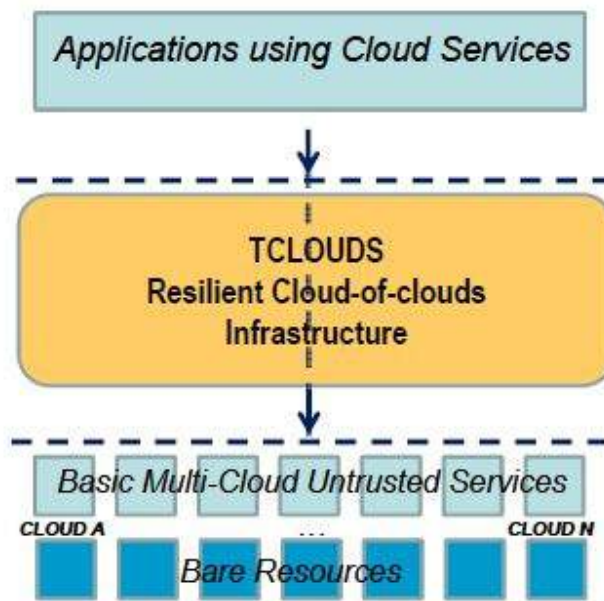 Applications using Cloud Services
TCLOUDS
Resilient Cloud-of-clouds
Infrastructure
Basic Multi-Cloud Untrusted Services
CLOUD A ... CLOUD N
Bare Resources